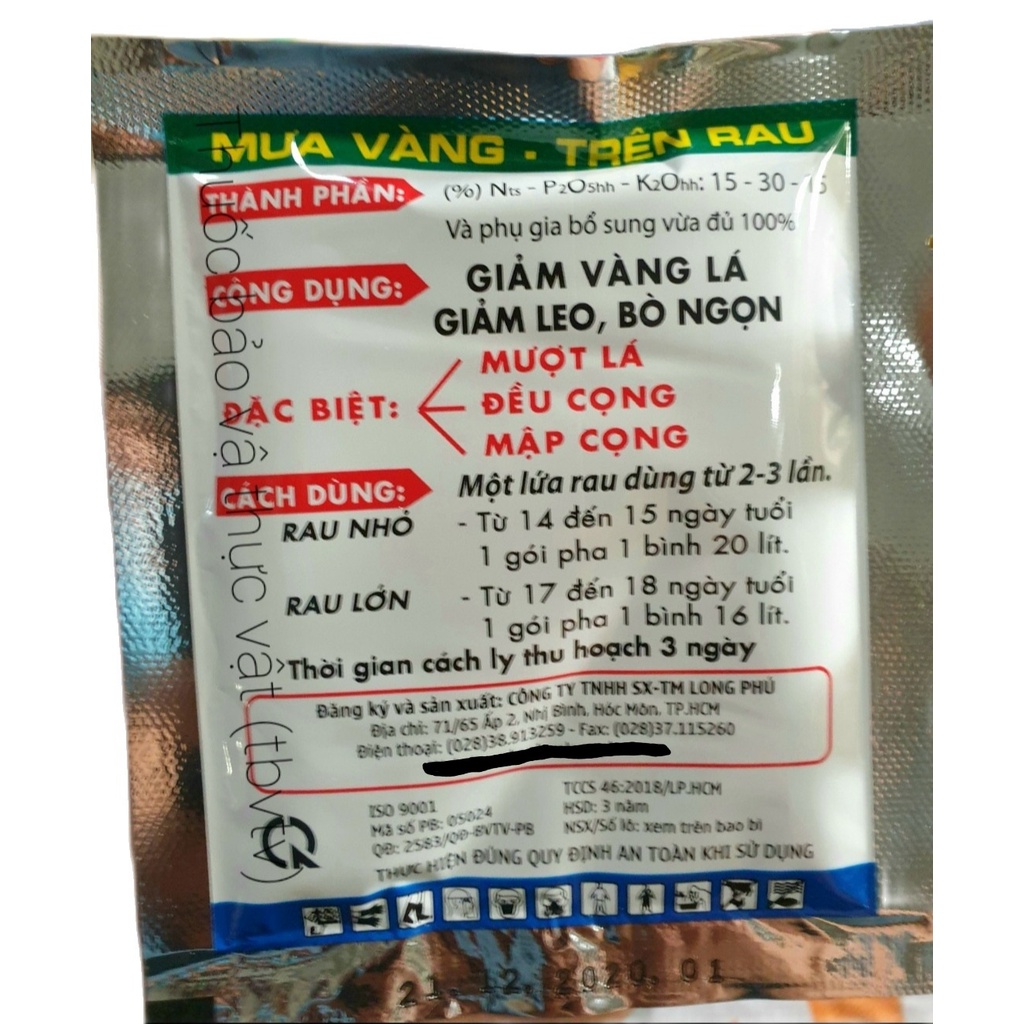 MƯA VÀNG - TRÊN RAU
THÀNH PHẦN: (%) Nts - P2O5hh - K2Ohh: 15 - 30 - 15
Và phụ gia bổ sung vừa đủ 100%
CÔNG DỤNG: GIẢM VÀNG LÁ
GIẢM LEO, BÒ NGỌN
MƯỢT LÁ
ĐẶC BIỆT: ĐỀU CỌNG
MẬP CỌNG
CÁCH DÙNG: Một lứa rau dùng từ 2-3 lần.
RAU NHỎ - Từ 14 đến 15 ngày tuổi
1 gói pha 1 bình 20 lít.
RAU LỚN - Từ 17 đến 18 ngày tuổi
1 gói pha 1 bình 16 lít.
Thời gian cách ly thu hoạch 3 ngày
Đăng ký và sản xuất: CÔNG TY TNHH SX-TM LONG PHÚ
Địa chỉ: 71/65 Ấp 2, Nhị Bình, Hóc Môn, TP.HCM
Điện thoại: (028)38.913259 - Fax: (028)37.115260
TCCS 46:2018/LP.HCM
ISO 9001 HSD: 3 năm
Mã số PB: 05024 NSX/Số lô: xem trên bao bì
QĐ: 2583/QĐ-BVTV-PB
THỰC HIỆN ĐÚNG QUY ĐỊNH AN TOÀN KHI SỬ DỤNG
21.12.2020.01
Thuốc bảo vệ thực vật (tbvtv)